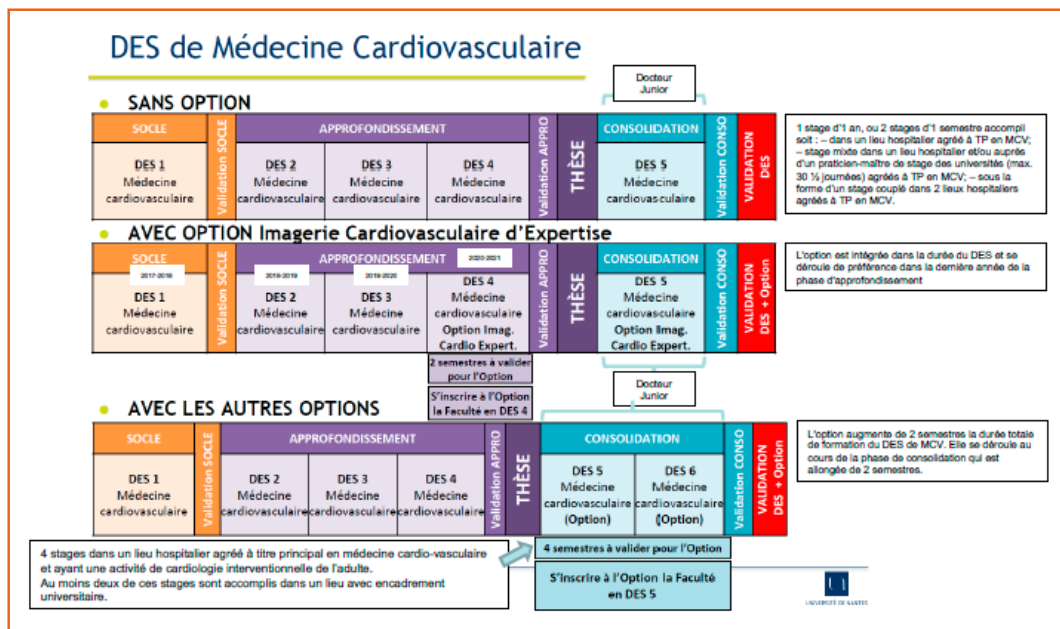 DES de Médecine Cardiovasculaire
Docteur
Junior
• SANS OPTION
SOCLE
Validation SOCLE
APPROFONDISSEMENT
Validation APPRO
THÈSE
CONSOLIDATION
Validation CONSO
VALIDATION
DES
DES 1
Médecine
cardiovasculaire
DES 2
Médecine
cardiovasculaire
DES 3
Médecine
cardiovasculaire
DES 4
Médecine
cardiovasculaire
DES 5
Médecine
cardiovasculaire
1 stage d'1 an, ou 2 stages d'1 semestre accompli
soit : – dans un lieu hospitalier agréé à TP en MCV;
– stage mixte dans un lieu hospitalier et/ou auprès
d'un praticien-maître de stage des universités (max.
30 ½ journées) agréés à TP en MCV; – sous la
forme d'un stage couplé dans 2 lieux hospitaliers
agréés à TP en MCV.
• AVEC OPTION Imagerie Cardiovasculaire d'Expertise
SOCLE
Validation SOCLE
APPROFONDISSEMENT
Validation APPRO
THÈSE
CONSOLIDATION
Validation CONSO
VALIDATION
DES + Option
2017-2018
2018-2019
2019-2020
2020-2021
DES 1
Médecine
cardiovasculaire
DES 2
Médecine
cardiovasculaire
DES 3
Médecine
cardiovasculaire
DES 4
Médecine
cardiovasculaire
Option Imag.
Cardio Expert.
DES 5
Médecine
cardiovasculaire
Option Imag.
Cardio Expert.
L'option est intégrée dans la durée du DES et se
déroule de préférence dans la dernière année de la
phase d'approfondissement
2 semestres à valider
pour l'Option
S'inscrire à l'Option
la Faculté en DES 4
Docteur
Junior
• AVEC LES AUTRES OPTIONS
SOCLE
Validation SOCLE
APPROFONDISSEMENT
Validation APPRO
THÈSE
CONSOLIDATION
Validation CONSO
VALIDATION
DES + Option
DES 1
Médecine
cardiovasculaire
DES 2
Médecine
cardiovasculaire
DES 3
Médecine
cardiovasculaire
DES 4
Médecine
cardiovasculaire
DES 5
Médecine
cardiovasculaire
(Option)
DES 6
Médecine
cardiovasculaire
(Option)
L'option augmente de 2 semestres la durée totale
de formation du DES de MCV. Elle se déroule au
cours de la phase de consolidation qui est
allongée de 2 semestres.
4 stages dans un lieu hospitalier agréé à titre principal en médecine cardio-vasculaire
et ayant une activité de cardiologie interventionelle de l'adulte.
Au moins deux de ces stages sont accomplis dans un lieu avec encadrement
universitaire.
4 semestres à valider pour l'Option
S'inscrire à l'Option la Faculté
en DES 5
UNIVERSITÉ DE NANTES